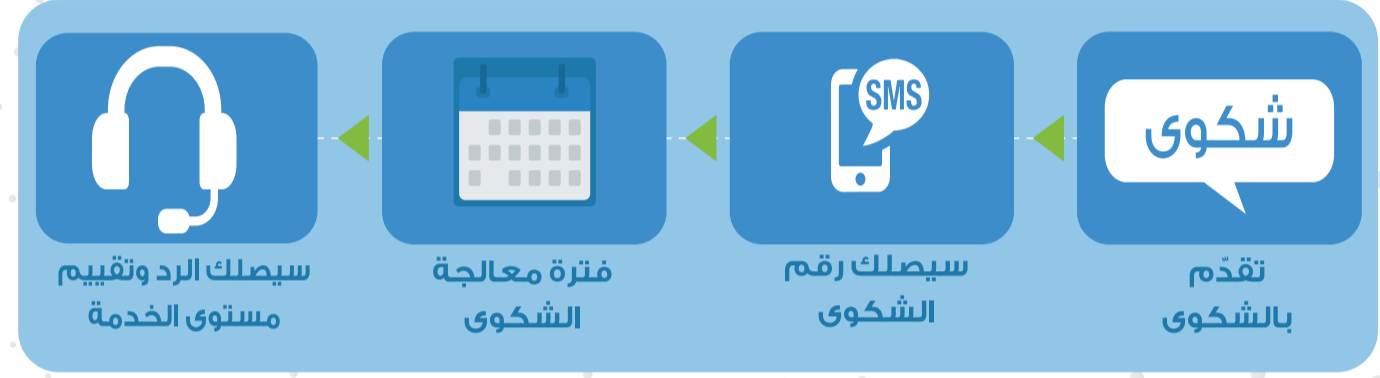 شكوى
تقدّم
بالشكوى
SMS
سيصلك رقم
الشكوى
فترة معالجة
الشكوى
سيصلك الرد وتقييم
مستوى الخدمة